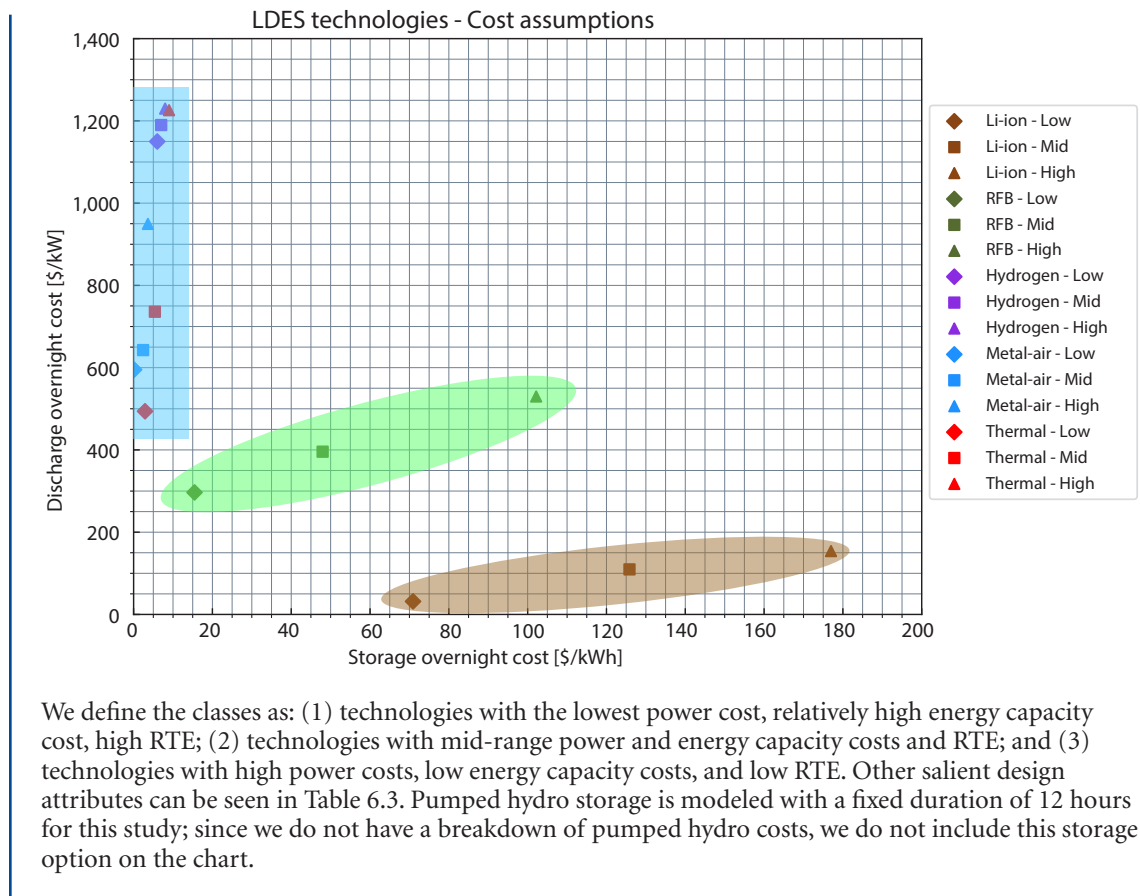 LDES technologies - Cost assumptions
1,400
1,200
1,000
800
600
400
200
0
Discharge overnight cost [$/kW]
0 20 40 60 80 100 120 140 160 180 200
Storage overnight cost [$/kWh]
Li-ion - Low
Li-ion - Mid
Li-ion - High
RFB - Low
RFB - Mid
RFB - High
Hydrogen - Low
Hydrogen - Mid
Hydrogen - High
Metal-air - Low
Metal-air - Mid
Metal-air - High
Thermal - Low
Thermal - Mid
Thermal - High
We define the classes as: (1) technologies with the lowest power cost, relatively high energy capacity
cost, high RTE; (2) technologies with mid-range power and energy capacity costs and RTE; and (3)
technologies with high power costs, low energy capacity costs, and low RTE. Other salient design
attributes can be seen in Table 6.3. Pumped hydro storage is modeled with a fixed duration of 12 hours
for this study; since we do not have a breakdown of pumped hydro costs, we do not include this storage
option on the chart.